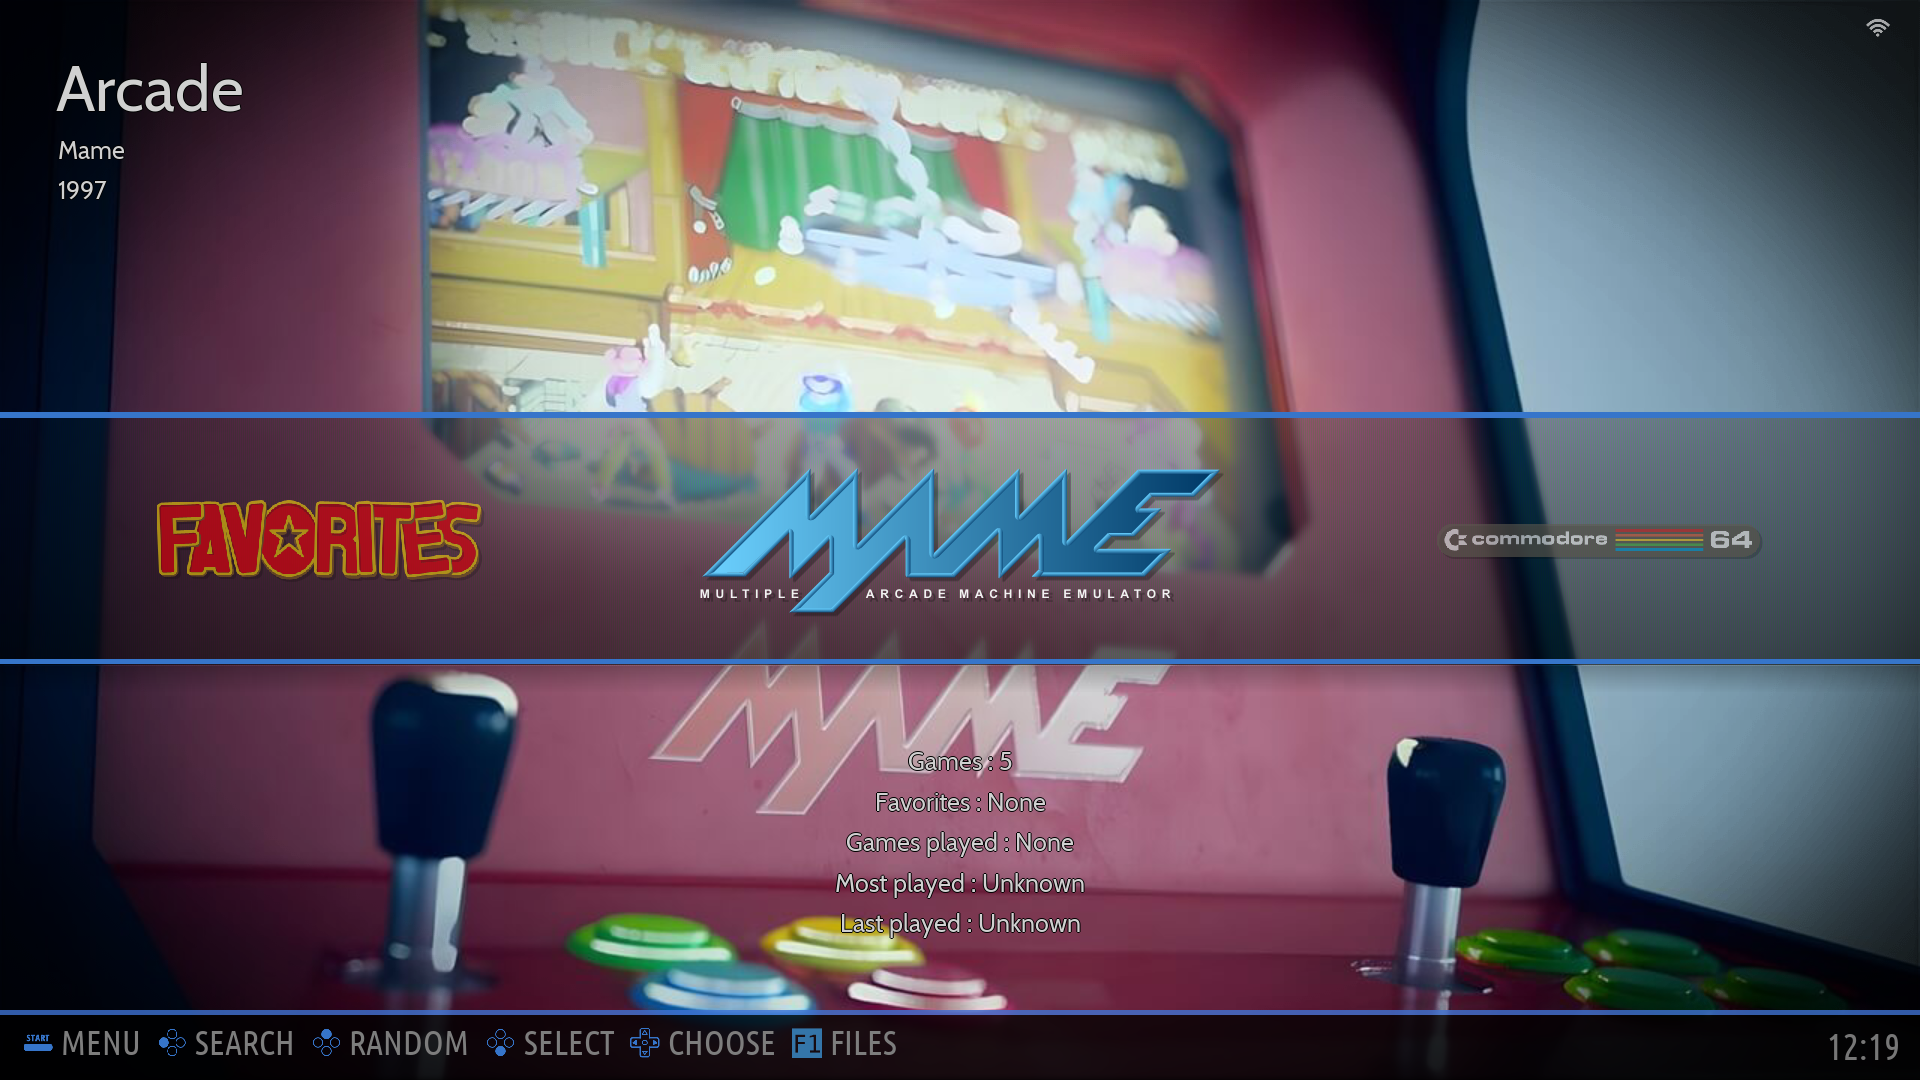 Arcade
Mame
1997
FAVORITES
MAME
MULTIPLE ARCADE MACHINE EMULATOR
commodore 64
MAME
Games : 5
Favorites : None
Games played : None
Most played : Unknown
Last played : Unknown
START MENU SEARCH RANDOM SELECT CHOOSE F1 FILES
12:19